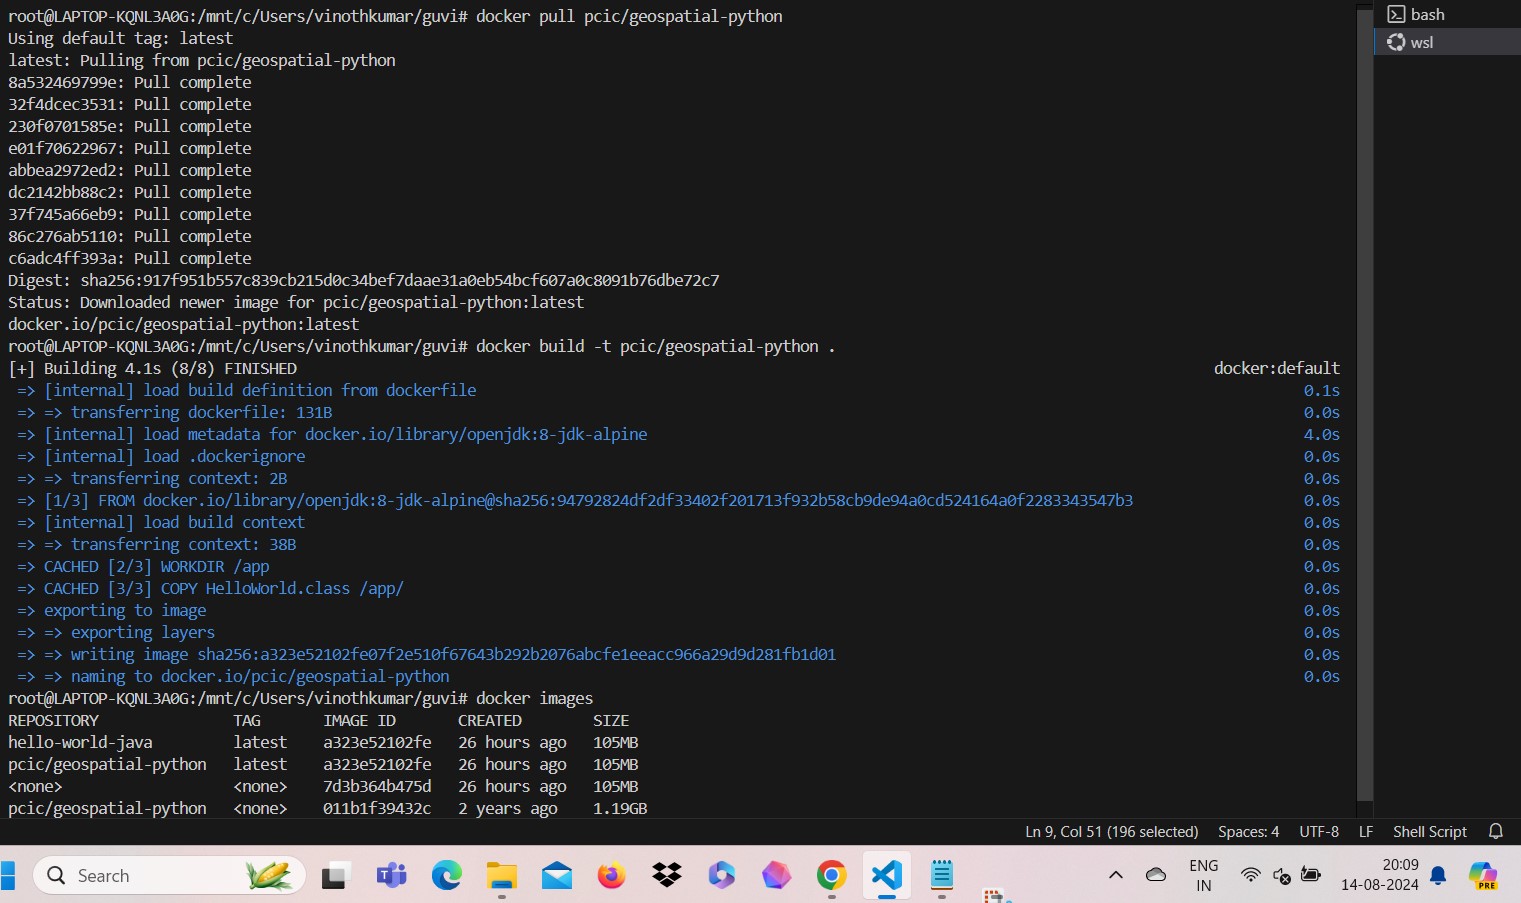 root@LAPTOP-KQNL3A0G:/mnt/c/Users/vinothkumar/guvi# docker pull pcic/geospatial-python
Using default tag: latest
latest: Pulling from pcic/geospatial-python
8a532469799e: Pull complete
32f4dcec3531: Pull complete
230f0701585e: Pull complete
e01f70622967: Pull complete
abbea2972ed2: Pull complete
dc2142bb88c2: Pull complete
37f745a66eb9: Pull complete
86c276ab5110: Pull complete
c6adc4ff393a: Pull complete
Digest: sha256:917f951b557c839cb215d0c34bef7daae31a0eb54bcf607a0c8091b76dbe72c7
Status: Downloaded newer image for pcic/geospatial-python:latest
docker.io/pcic/geospatial-python:latest
root@LAPTOP-KQNL3A0G:/mnt/c/Users/vinothkumar/guvi# docker build -t pcic/geospatial-python .
[+] Building 4.1s (8/8) FINISHED docker:default
=> [internal] load build definition from dockerfile 0.1s
=> => transferring dockerfile: 131B 0.0s
=> [internal] load metadata for docker.io/library/openjdk:8-jdk-alpine 4.0s
=> [internal] load .dockerignore 0.0s
=> => transferring context: 2B 0.0s
=> [1/3] FROM docker.io/library/openjdk:8-jdk-alpine@sha256:94792824df2df33402f201713f932b58cb9de94a0cd524164a0f2283343547b3 0.0s
=> [internal] load build context 0.0s
=> => transferring context: 38B 0.0s
=> CACHED [2/3] WORKDIR /app 0.0s
=> CACHED [3/3] COPY HelloWorld.class /app/ 0.0s
=> exporting to image 0.0s
=> => exporting layers 0.0s
=> => writing image sha256:a323e52102fe07f2e510f67643b292b2076abcfe1eeacc966a29d9d281fb1d01 0.0s
=> => naming to docker.io/pcic/geospatial-python 0.0s
root@LAPTOP-KQNL3A0G:/mnt/c/Users/vinothkumar/guvi# docker images
REPOSITORY TAG IMAGE ID CREATED SIZE
hello-world-java latest a323e52102fe 26 hours ago 105MB
pcic/geospatial-python latest a323e52102fe 26 hours ago 105MB
<none> <none> 7d3b364b475d 26 hours ago 105MB
pcic/geospatial-python <none> 011b1f39432c 2 years ago 1.19GB
bash
wsl
Ln 9, Col 51 (196 selected) Spaces: 4 UTF-8 LF Shell Script
Search
ENG
IN
20:09
14-08-2024
PRE